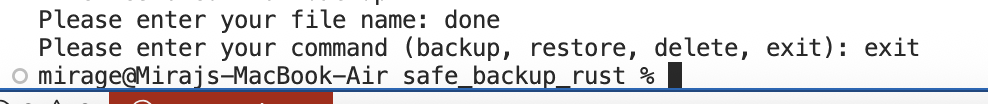 Please enter your file name: done
Please enter your command (backup, restore, delete, exit): exit
mirage@Mirajs-MacBook-Air safe_backup_rust %